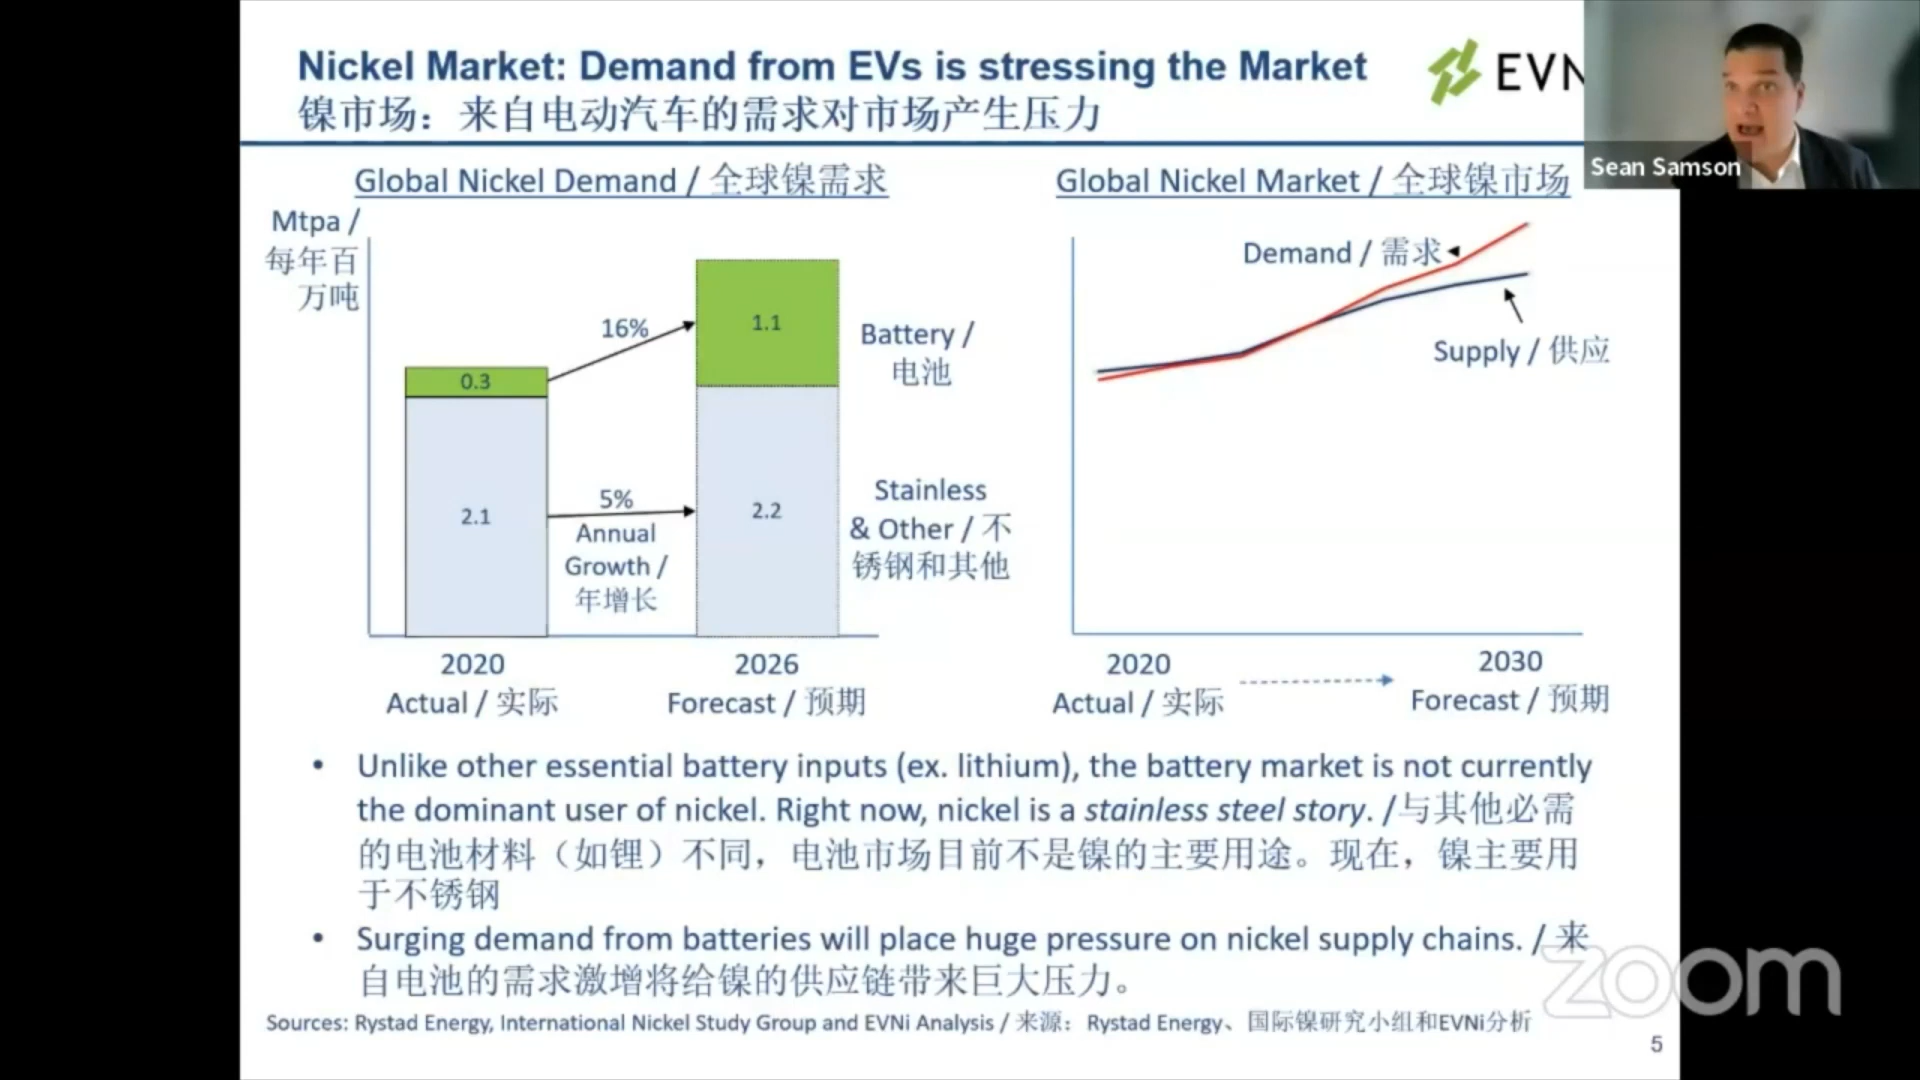 Nickel Market: Demand from EVs is stressing the Market
镍市场：来自电动汽车的需求对市场产生压力
EVN
Sean Samson
Global Nickel Demand / 全球镍需求
Mtpa /
每年百
万吨
16%
0.3
1.1
Battery /
电池
2.1
5%
Annual
Growth /
年增长
2.2
Stainless
& Other / 不
锈钢和其他
2020
Actual / 实际
2026
Forecast / 预期
Global Nickel Market / 全球镍市场
Demand / 需求
Supply / 供应
2020
Actual / 实际
2030
Forecast / 预期
• Unlike other essential battery inputs (ex. lithium), the battery market is not currently
the dominant user of nickel. Right now, nickel is a stainless steel story. /与其他必需
的电池材料（如锂）不同，电池市场目前不是镍的主要用途。现在，镍主要用
于不锈钢
• Surging demand from batteries will place huge pressure on nickel supply chains. / 来
自电池的需求激增将给镍的供应链带来巨大压力。
Sources: Rystad Energy, International Nickel Study Group and EVNi Analysis / 来源：Rystad Energy、国际镍研究小组和EVNi分析
5
zoom